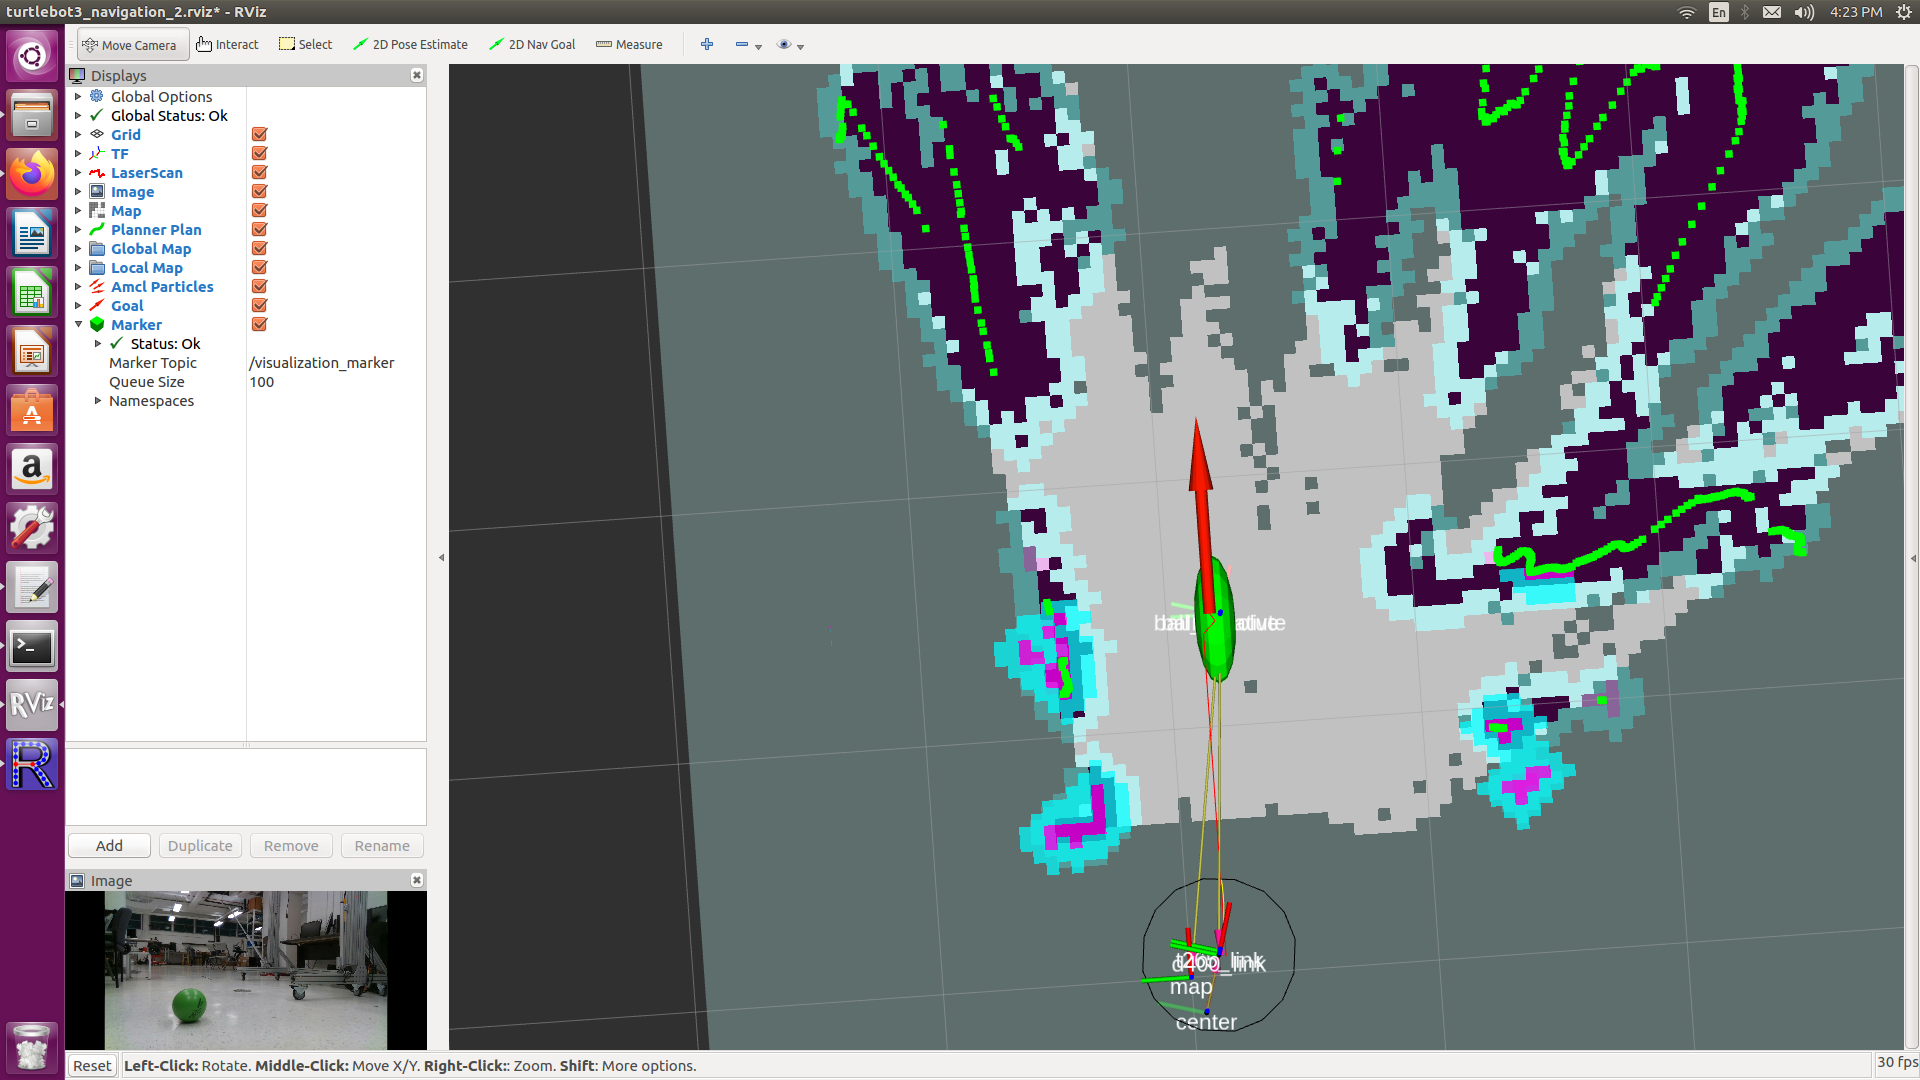 turtlebot3_navigation_2.rviz* - RViz
En
4:23 PM
Move Camera
Interact
Select
2D Pose Estimate
2D Nav Goal
Measure
Displays
Global Options
Global Status: Ok
Grid
TF
LaserScan
Image
Map
Planner Plan
Global Map
Local Map
Amcl Particles
Goal
Marker
Status: Ok
Marker Topic /visualization_marker
Queue Size 100
Namespaces
Add
Duplicate
Remove
Rename
Image
RViz
R
a
map
center
Reset
Left-Click: Rotate. Middle-Click: Move X/Y. Right-Click:: Zoom. Shift: More options.
30 fps